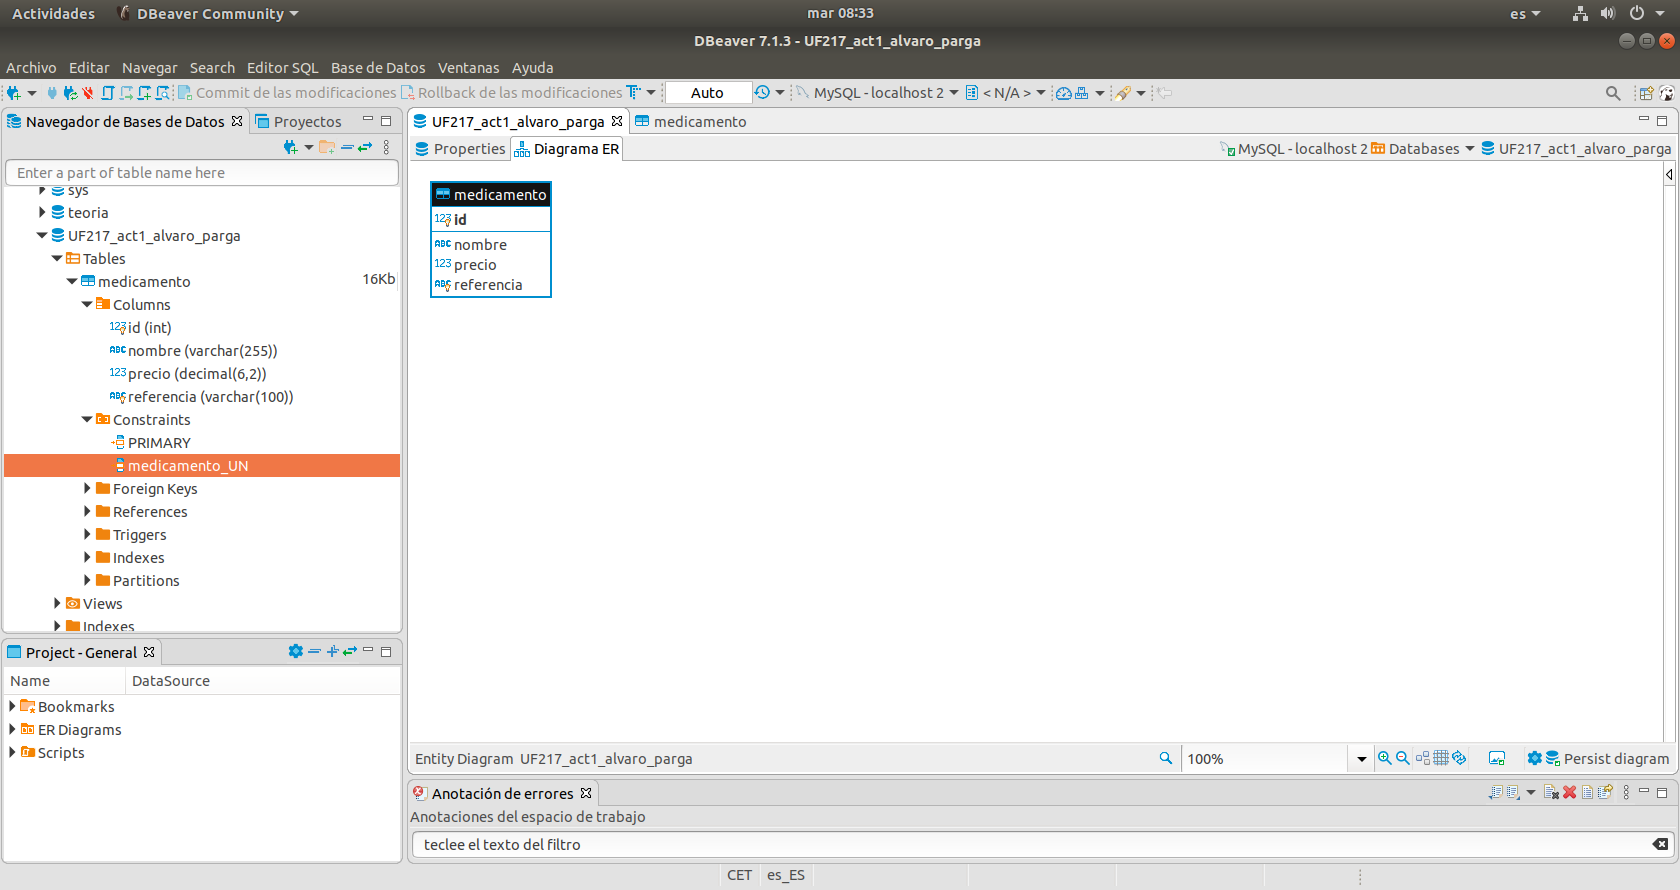 Actividades DBeaver Community mar 08:33 es
DBeaver 7.1.3 - UF217_act1_alvaro_parga
Archivo Editar Navegar Search Editor SQL Base de Datos Ventanas Ayuda
Commit de las modificaciones Rollback de las modificaciones Auto MySQL - localhost 2 < N/A >
Navegador de Bases de Datos Proyectos
Enter a part of table name here
sys
teoria
UF217_act1_alvaro_parga
Tables
medicamento 16Kb
Columns
123 id (int)
ABC nombre (varchar(255))
123 precio (decimal(6,2))
ABC referencia (varchar(100))
Constraints
PRIMARY
medicamento_UN
Foreign Keys
References
Triggers
Indexes
Partitions
Views
Indexes
Project - General
Name DataSource
Bookmarks
ER Diagrams
Scripts
UF217_act1_alvaro_parga medicamento
Properties Diagrama ER MySQL - localhost 2 Databases UF217_act1_alvaro_parga
medicamento
123 id
ABC nombre
123 precio
ABC referencia
Entity Diagram UF217_act1_alvaro_parga 100% Persist diagram
Anotación de errores
Anotaciones del espacio de trabajo
teclee el texto del filtro
CET es_ES